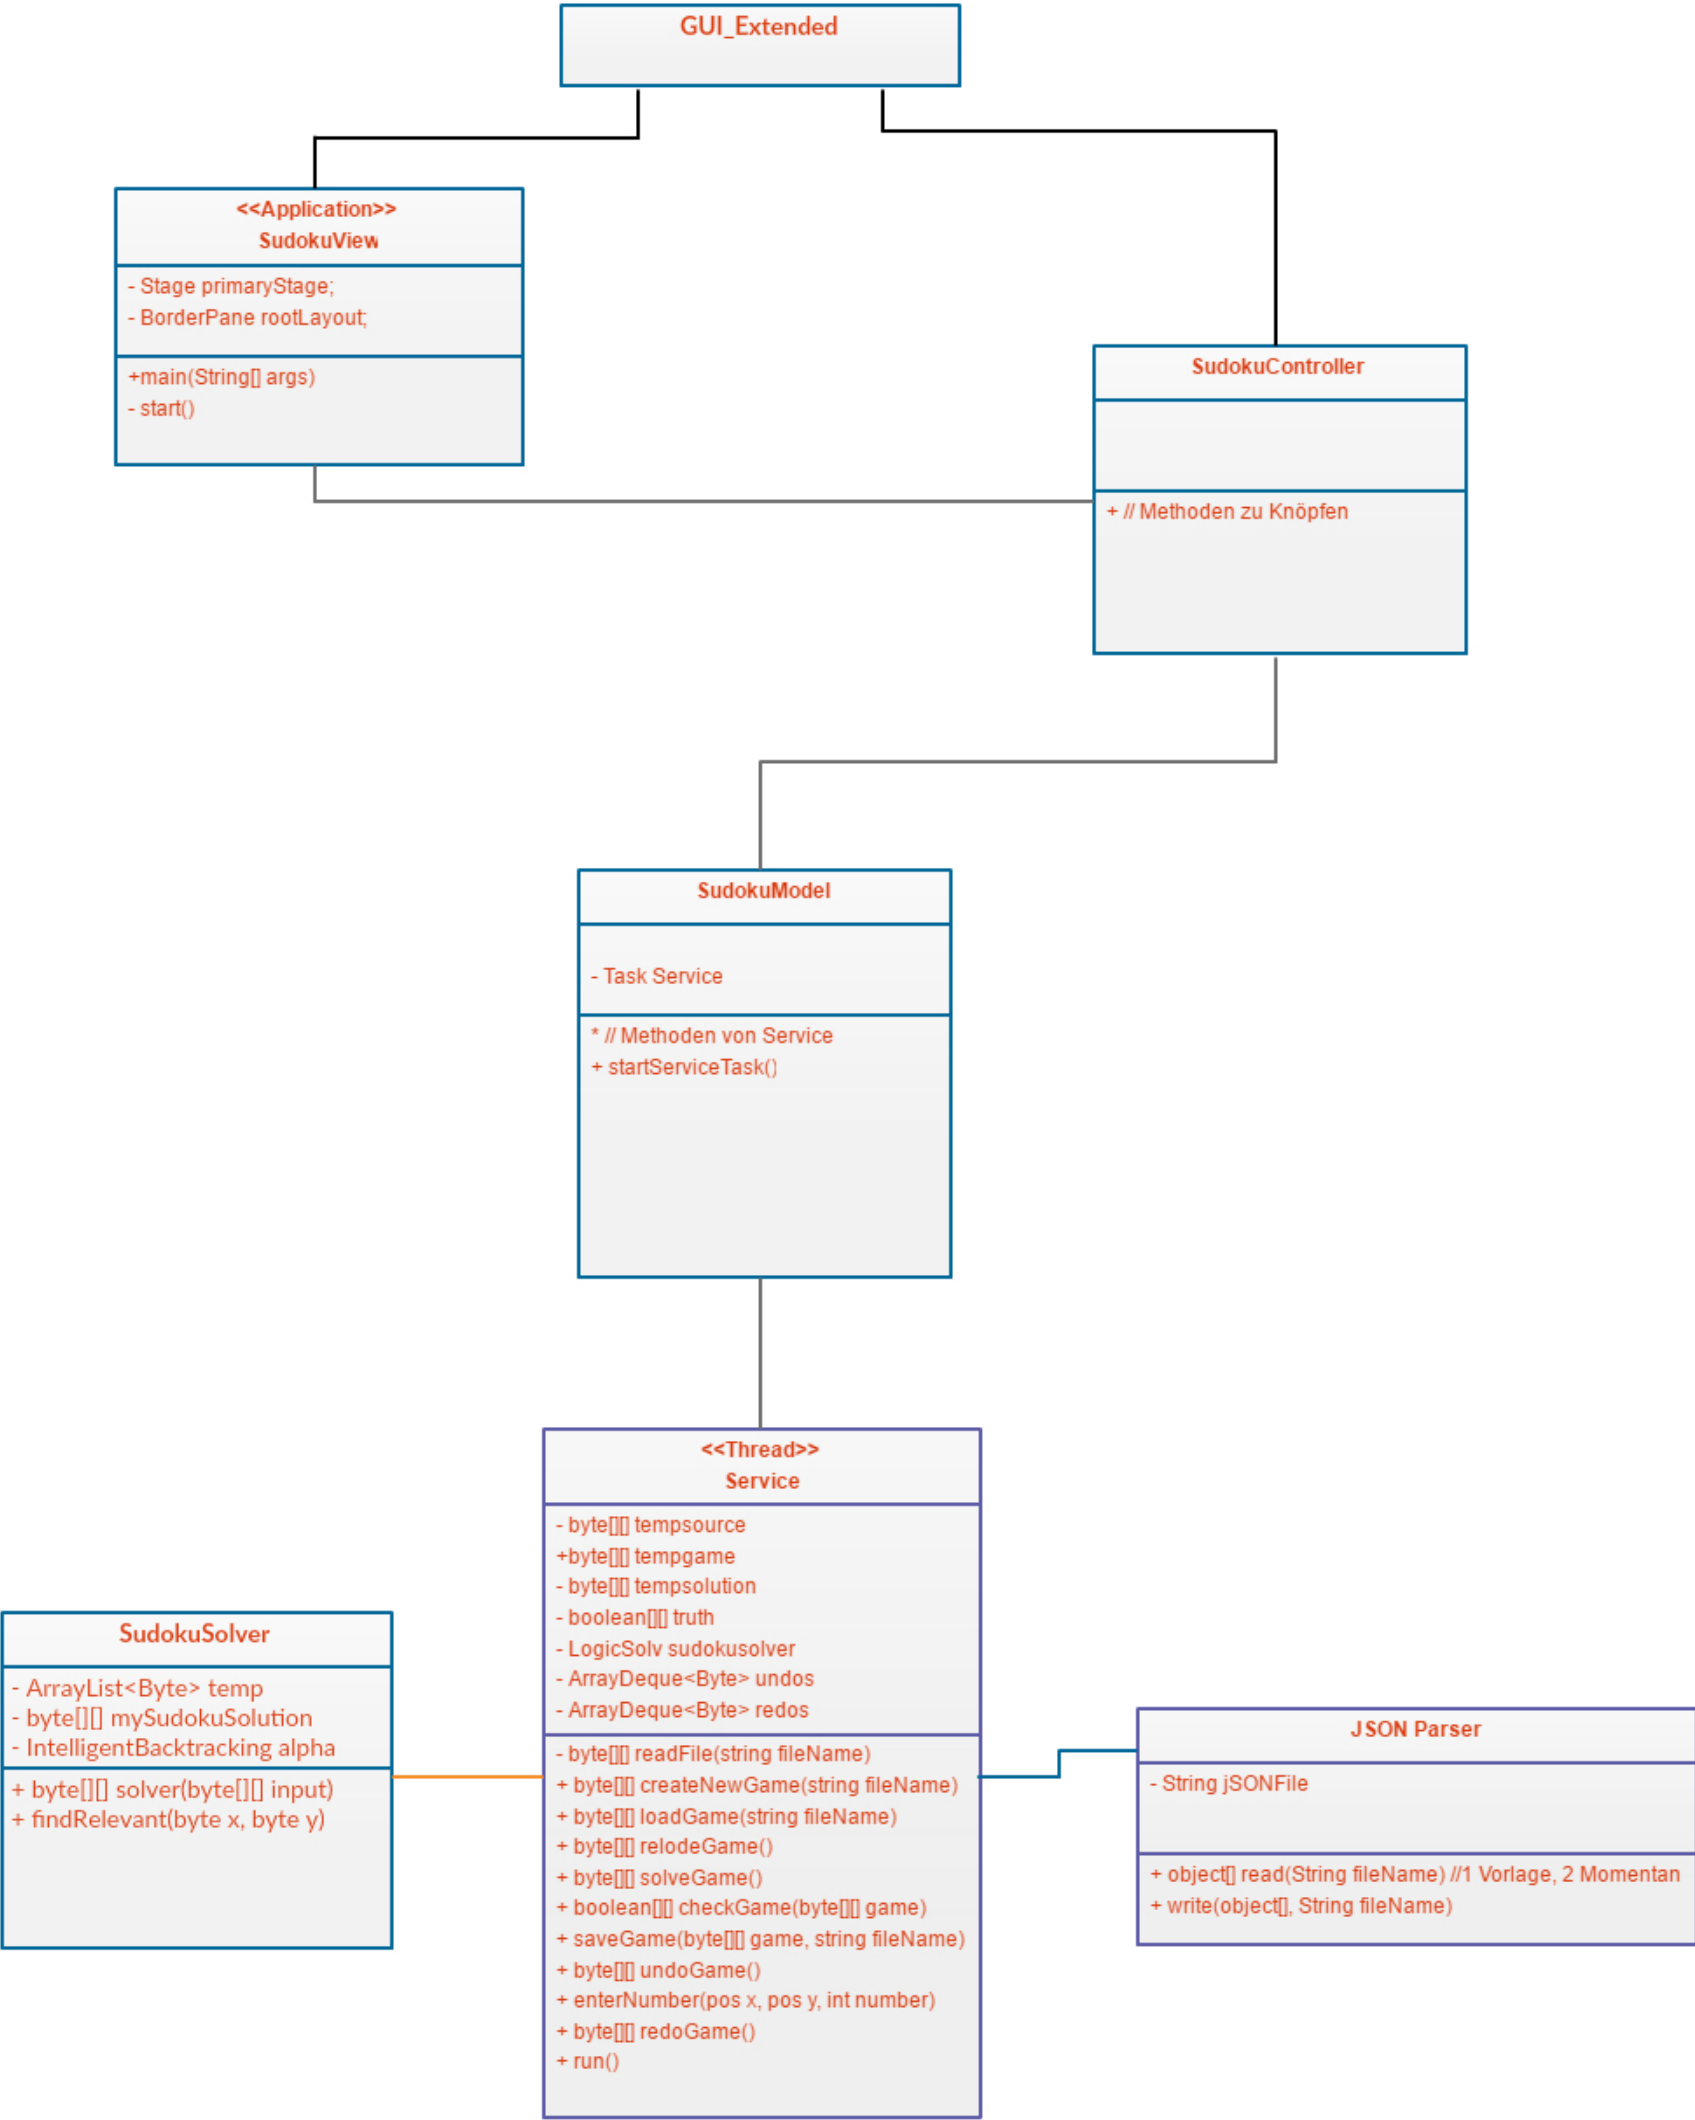 GUI_Extended
<<Application>>
SudokuView
- Stage primaryStage;
- BorderPane rootLayout;
+main(String[] args)
- start()
SudokuController
+ // Methoden zu Knöpfen
SudokuModel
- Task Service
* // Methoden von Service
+ startServiceTask()
<<Thread>>
Service
- byte[][] tempsource
+byte[][] tempgame
- byte[][] tempsolution
- boolean[][] truth
- LogicSolv sudokusolver
- ArrayDeque<Byte> undos
- ArrayDeque<Byte> redos
- byte[][] readFile(string fileName)
+ byte[][] createNewGame(string fileName)
+ byte[][] loadGame(string fileName)
+ byte[][] relodeGame()
+ byte[][] solveGame()
+ boolean[][] checkGame(byte[][] game)
+ saveGame(byte[][] game, string fileName)
+ byte[][] undoGame()
+ enterNumber(pos x, pos y, int number)
+ byte[][] redoGame()
+ run()
SudokuSolver
- ArrayList<Byte> temp
- byte[][] mySudokuSolution
- IntelligentBacktracking alpha
+ byte[][] solver(byte[][] input)
+ findRelevant(byte x, byte y)
JSON Parser
- String jSONFile
+ object[] read(String fileName) //1 Vorlage, 2 Momentan
+ write(object[], String fileName)